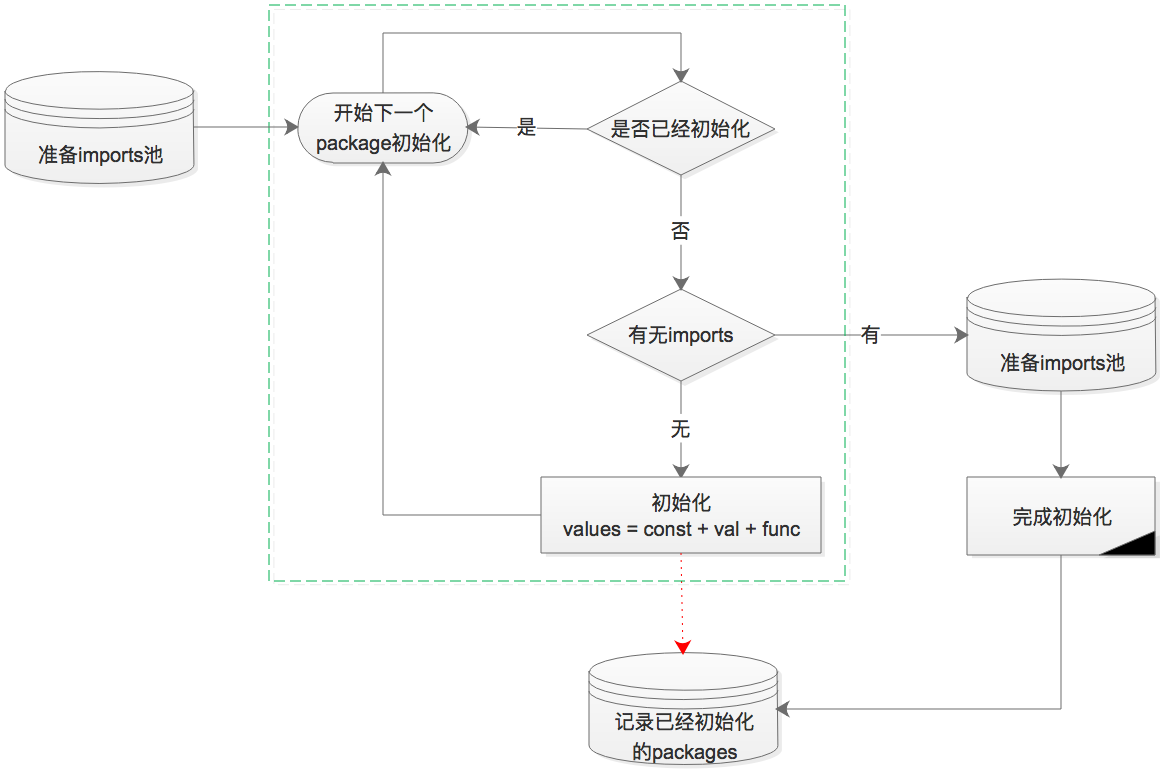 准备imports池
开始下一个
package初始化
是
是否已经初始化
否
有无imports
有
准备imports池
无
初始化
values = const + val + func
完成初始化
记录已经初始化
的packages